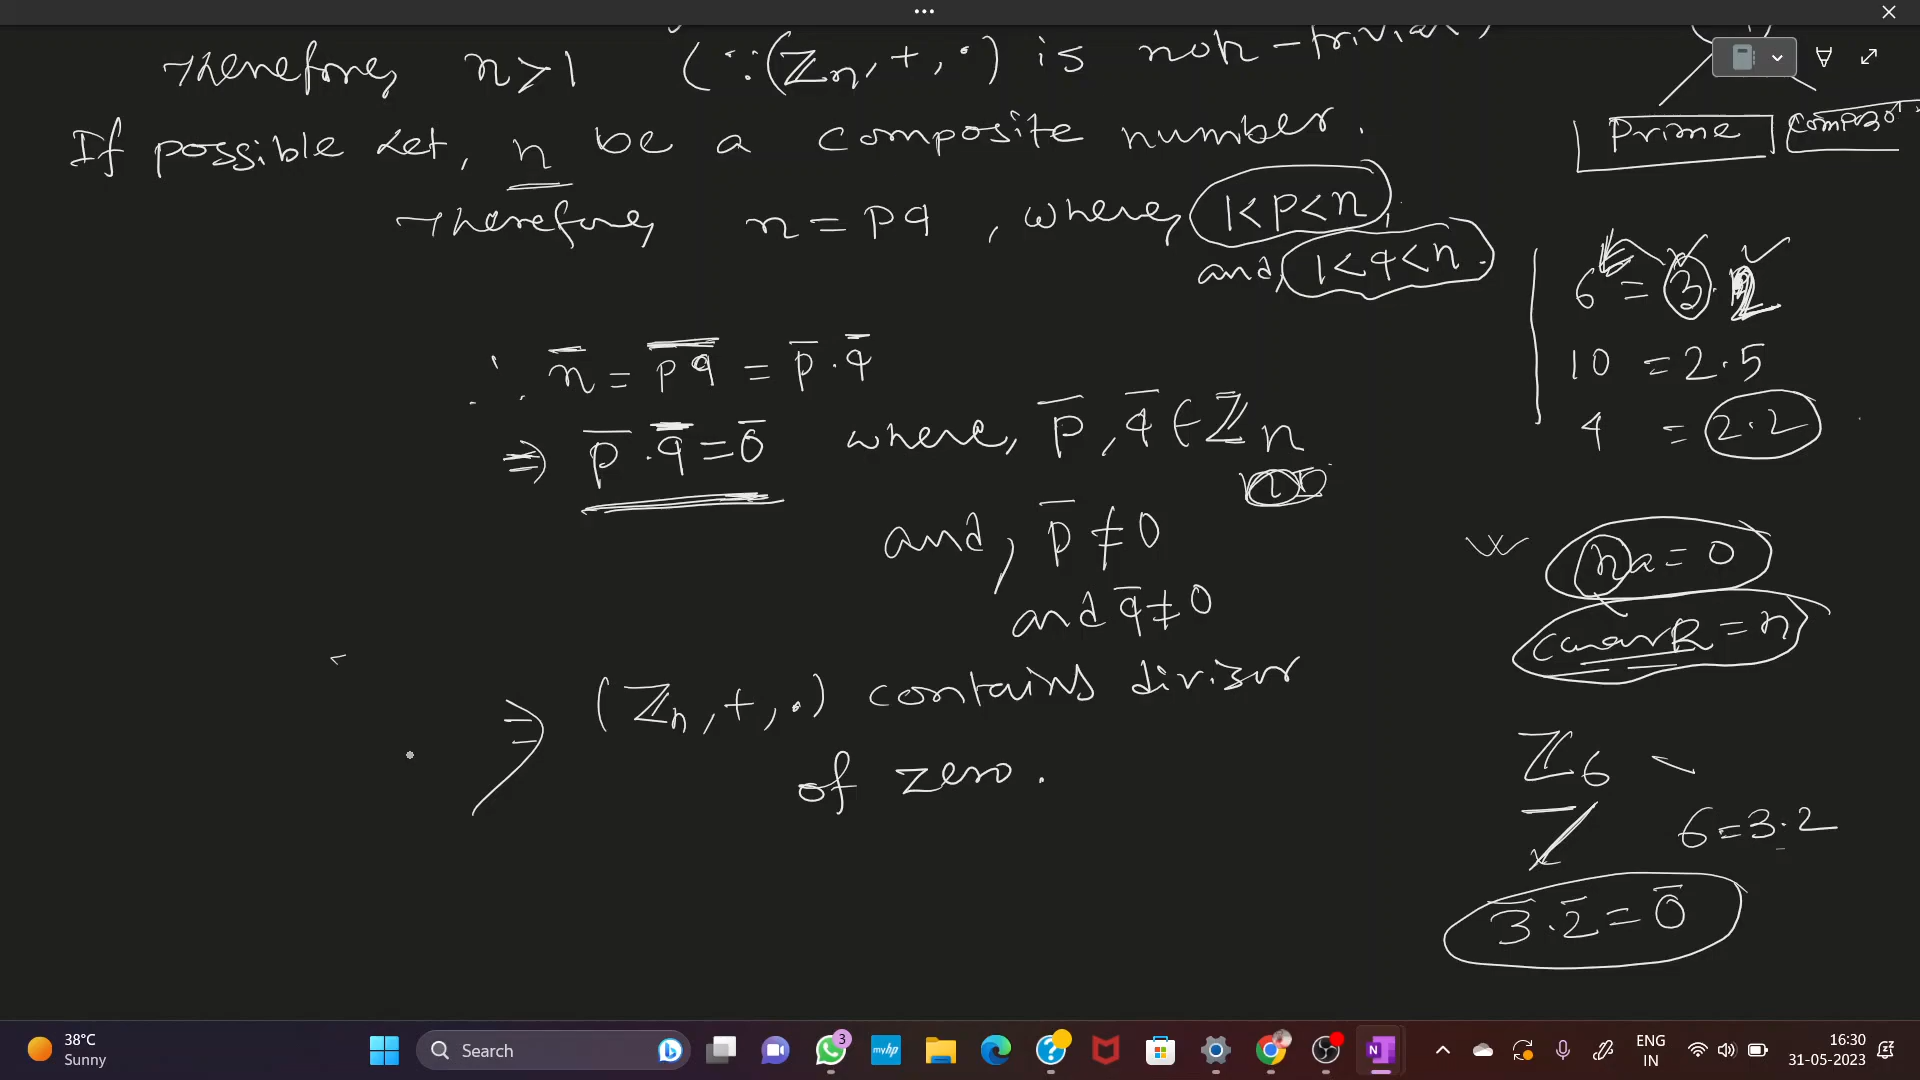 Therefore, n > 1 (∵ (ℤn, +, ·) is non-trivial)
If possible let, n be a composite number.
Therefore, n = pq, where, 1 < p < n,
and, 1 < q < n.
∴ n̄ = p̄q̄ = p̄ · q̄
⇒ p̄ · q̄ = 0̄ where, p̄, q̄ ∈ ℤn
and, p̄ ≠ 0
and q̄ ≠ 0
⇒ (ℤn, +, ·) contains divisor
of zero.
Prime
6 = 3 · 2
10 = 2 · 5
4 = 2 · 2
na = 0
char R = n
ℤ6
6 = 3 · 2
3̄ · 2̄ = 0̄
38°C
Sunny
Search
3
myhp
N
ENG
IN
16:30
31-05-2023